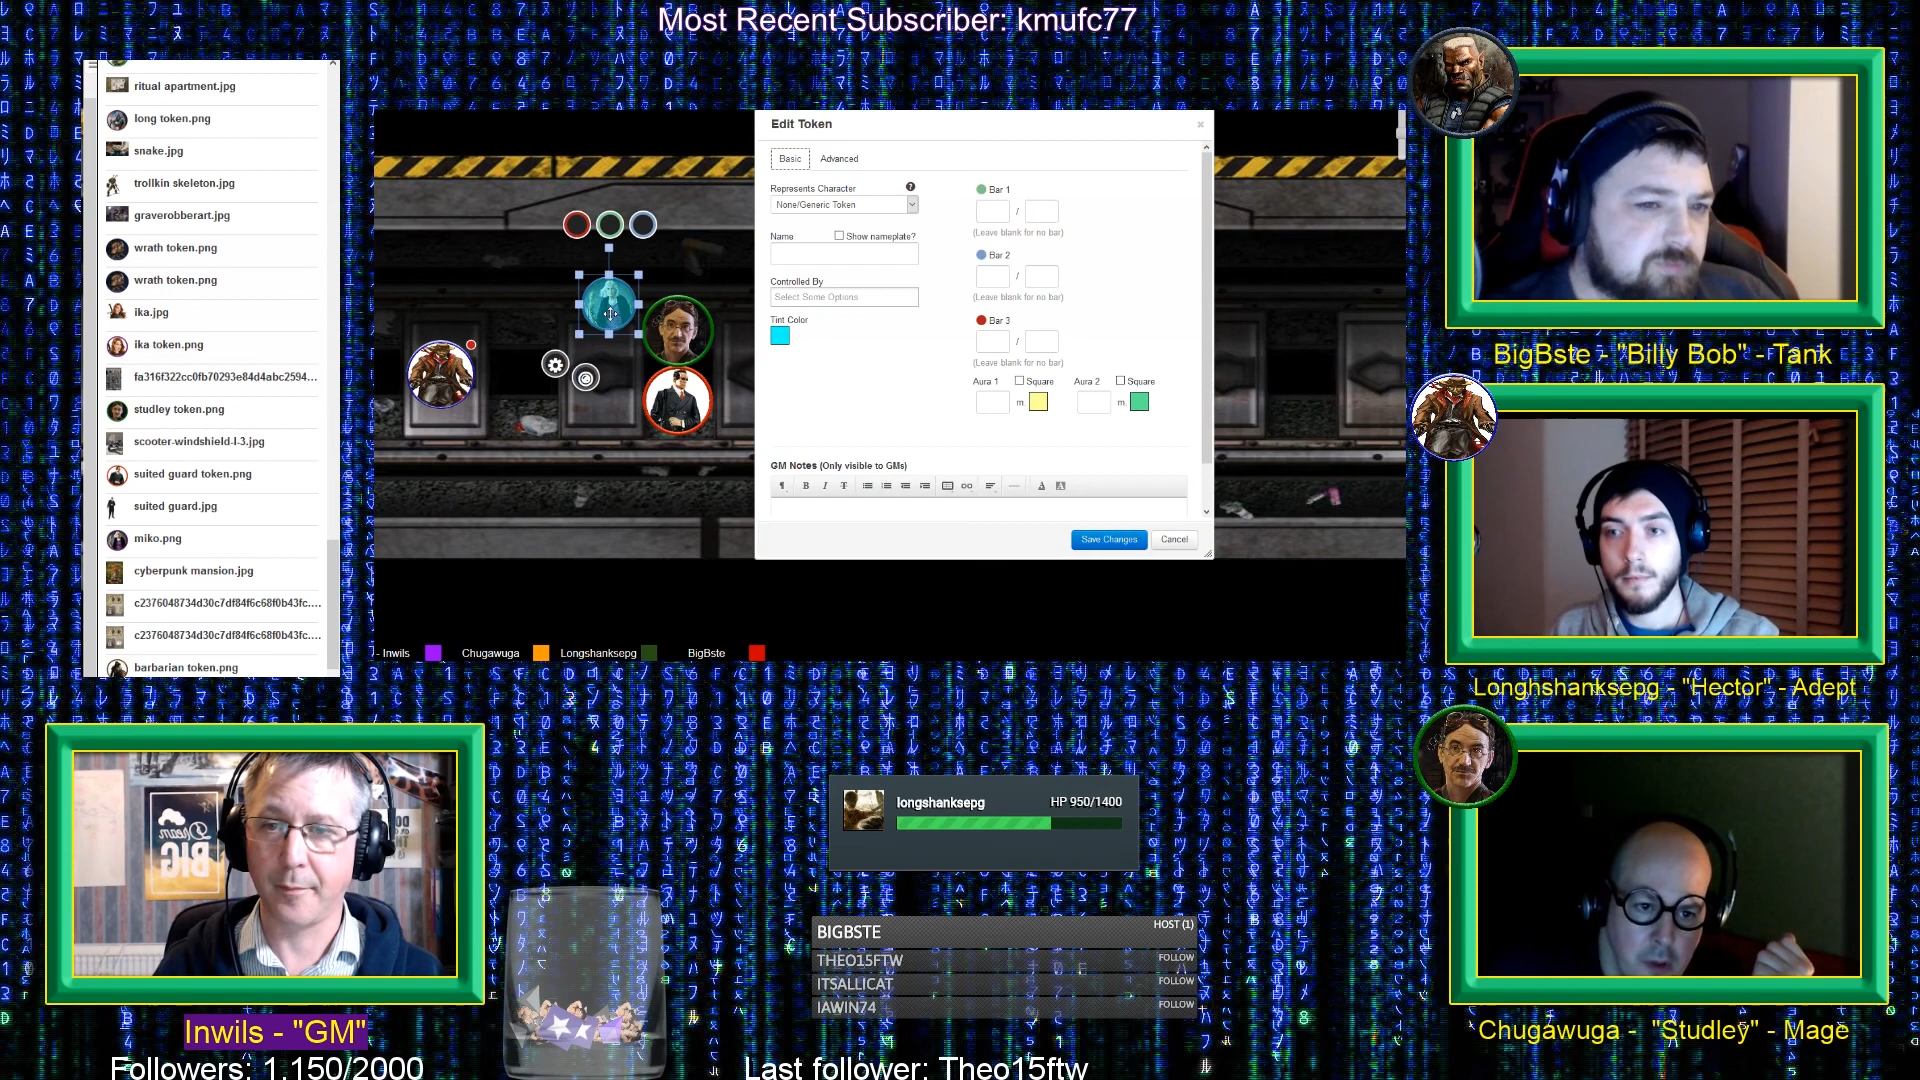 Most Recent Subscriber: kmufc77
ritual apartment.jpg
long token.png
snake.jpg
trollkin skeleton.jpg
graverobberart.jpg
wrath token.png
wrath token.png
ika.jpg
ika token.png
fa316f322cc0fb70293e84d4abc2594...
studley token.png
scooter-windshield-l-3.jpg
suited guard token.png
suited guard.jpg
miko.png
cyberpunk mansion.jpg
c2376048734d30c7df84f6c68f0b43fc....
c2376048734d30c7df84f6c68f0b43fc....
barbarian token.png
Edit Token
Basic Advanced
Represents Character
None/Generic Token
Name Show nameplate?
Controlled By
Select Some Options
Tint Color
Bar 1
/
(Leave blank for no bar)
Bar 2
/
(Leave blank for no bar)
Bar 3
/
(Leave blank for no bar)
Aura 1 Square Aura 2 Square
m. m.
GM Notes (Only visible to GMs)
Save Changes Cancel
- Inwils Chugawuga Longshanksepg BigBste
BigBste - "Billy Bob" - Tank
Longhshanksepg - "Hector" - Adept
Chugawuga - "Studley" - Mage
Dream
BIG
Inwils - "GM"
Followers: 1,150/2000
longshanksepg HP 950/1400
BIGBSTE HOST (1)
THEO15FTW FOLLOW
ITSALLICAT FOLLOW
IAWIN74 FOLLOW
Last follower: Theo15ftw